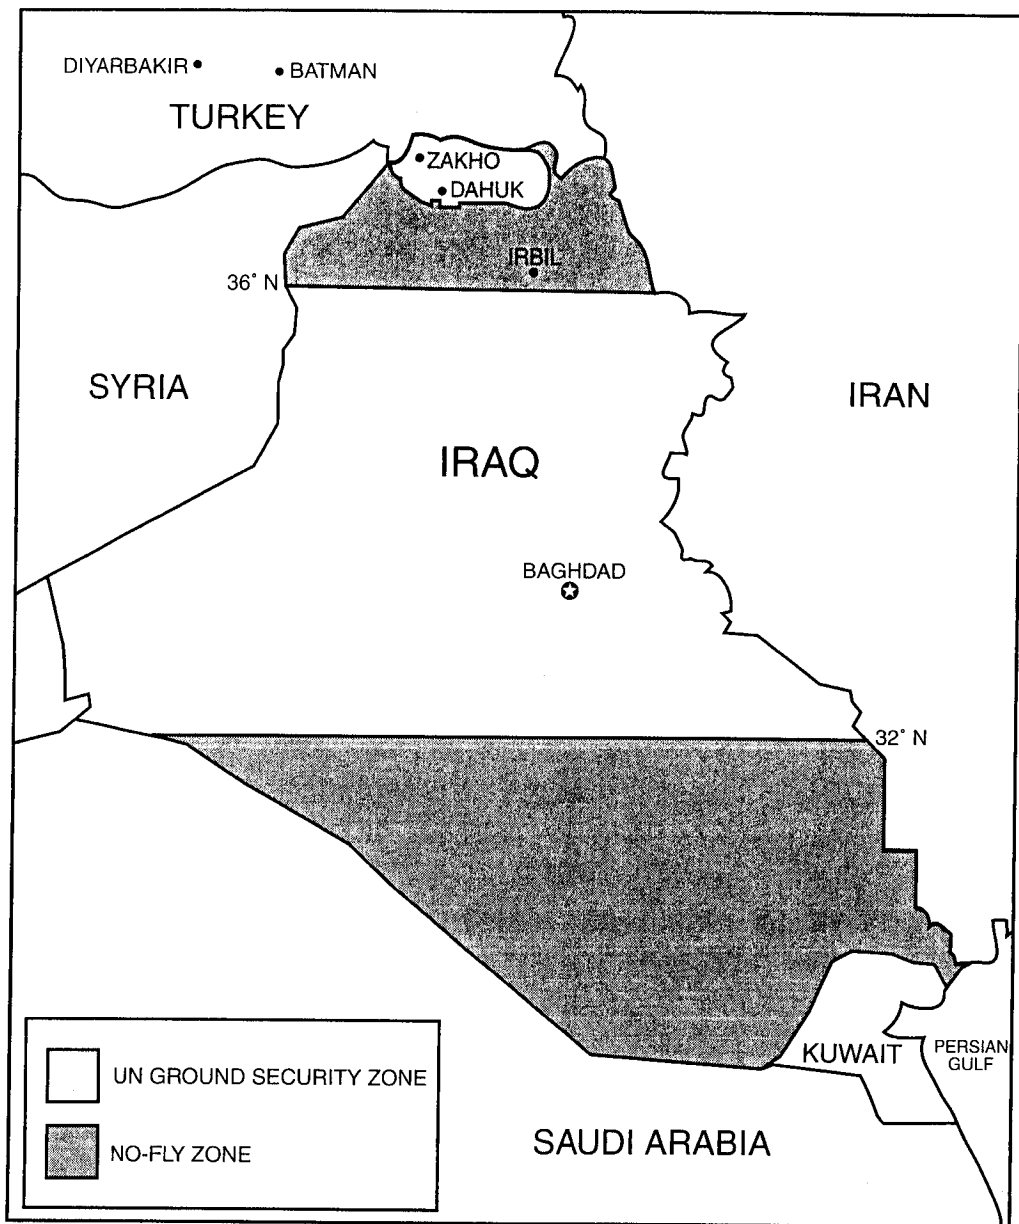 DIYARBAKIR
BATMAN
TURKEY
ZAKHO
DAHUK
IRBIL
36° N
SYRIA
IRAN
IRAQ
BAGHDAD
32° N
KUWAIT
PERSIAN
GULF
UN GROUND SECURITY ZONE
NO-FLY ZONE
SAUDI ARABIA